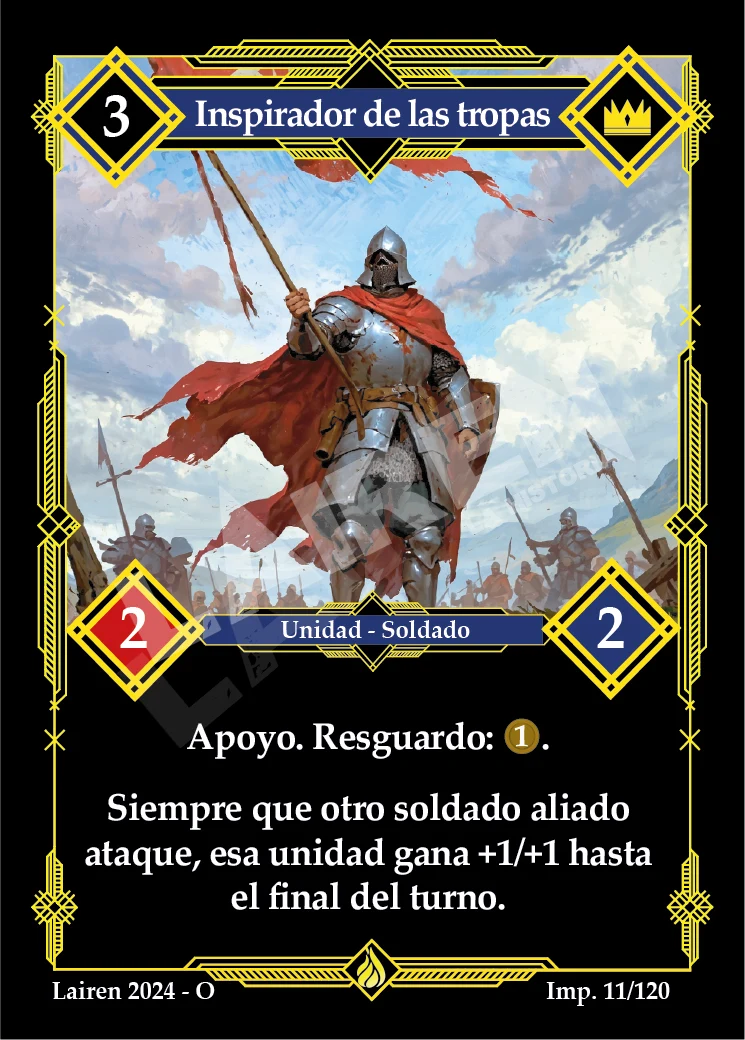 3
Inspirador de las tropas
2
Unidad - Soldado
2
Apoyo. Resguardo: 1.
Siempre que otro soldado aliado
ataque, esa unidad gana +1/+1 hasta
el final del turno.
Lairen 2024 - O
Imp. 11/120